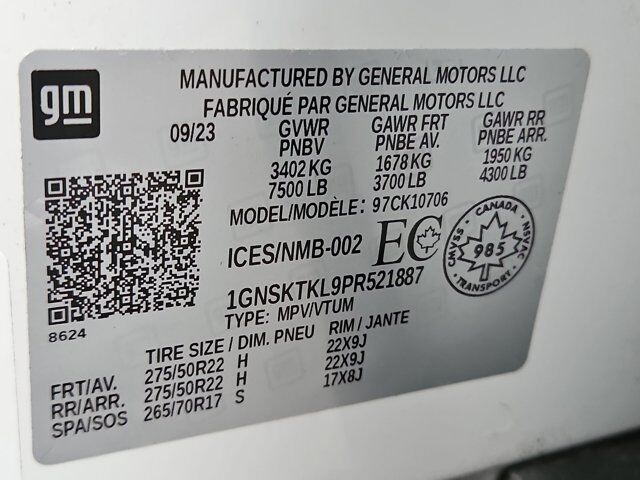 gm
MANUFACTURED BY GENERAL MOTORS LLC
FABRIQUÉ PAR GENERAL MOTORS LLC
09/23 GVWR GAWR FRT GAWR RR
PNBV PNBE AV. PNBE ARR.
3402 KG 1678 KG 1950 KG
7500 LB 3700 LB 4300 LB
MODEL/MODÈLE: 97CK10706
ICES/NMB-002 EC
CANADA
CMVSS 985 NSVAC
1GNSKTKL9PR521887
TYPE: MPV/VTUM
8624
TIRE SIZE / DIM. PNEU RIM / JANTE
FRT/AV. 275/50R22 H 22X9J
RR/ARR. 275/50R22 H 22X9J
SPA/SOS 265/70R17 S 17X8J